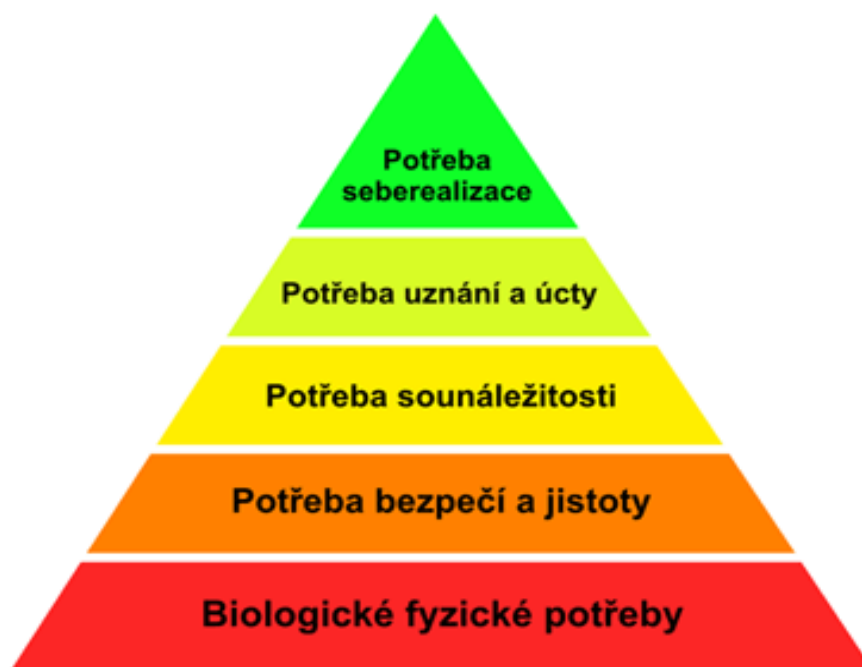 Potřeba
seberealizace
Potřeba uznání a úcty
Potřeba sounáležitosti
Potřeba bezpečí a jistoty
Biologické fyzické potřeby